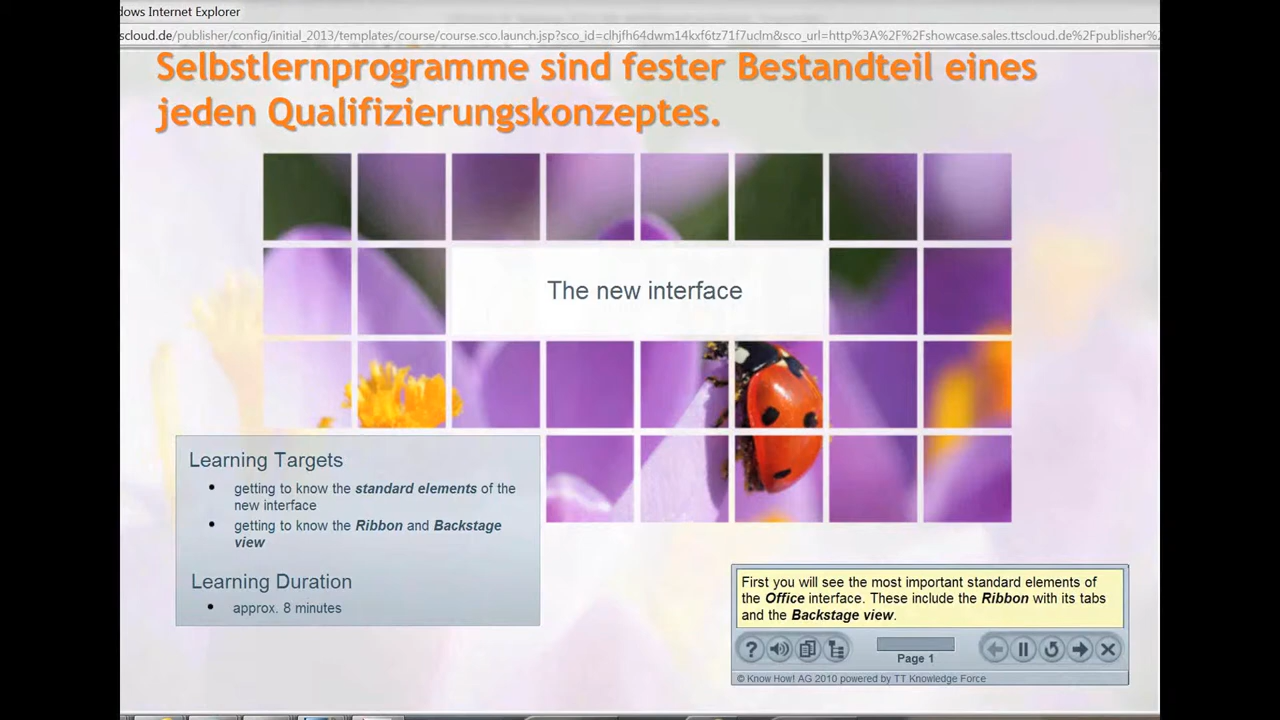 dows Internet Explorer
scloud.de/publisher/config/initial_2013/templates/course/course.sco.launch.jsp?sco_id=clhjfh64dwm14kxf6tz71f7uclm&sco_url=http%3A%2F%2Fshowcase.sales.ttscloud.de%2Fpublisher%
Selbstlernprogramme sind fester Bestandteil eines
jeden Qualifizierungskonzeptes.
The new interface
Learning Targets
• getting to know the standard elements of the
new interface
• getting to know the Ribbon and Backstage
view
Learning Duration
• approx. 8 minutes
First you will see the most important standard elements of
the Office interface. These include the Ribbon with its tabs
and the Backstage view.
Page 1
© Know How! AG 2010 powered by TT Knowledge Force